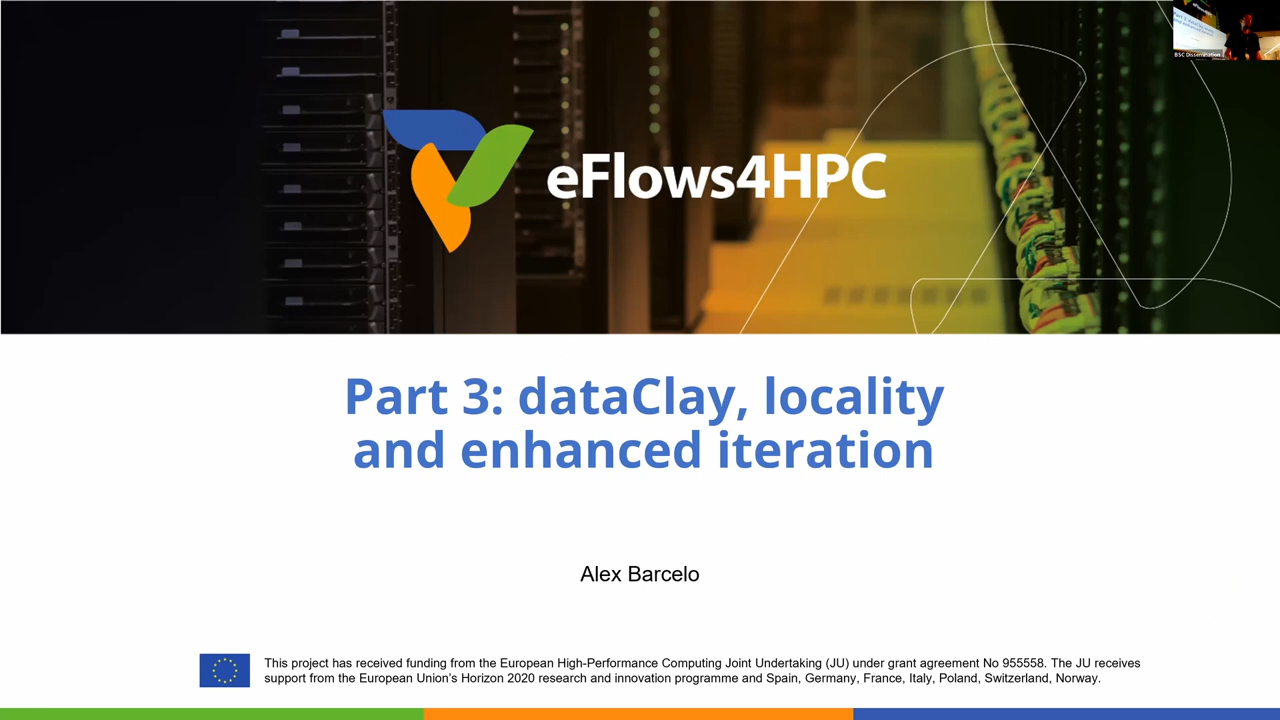 BSC Dissemination
eFlows4HPC
Part 3: dataClay, locality
and enhanced iteration
Alex Barcelo
This project has received funding from the European High-Performance Computing Joint Undertaking (JU) under grant agreement No 955558. The JU receives
support from the European Union’s Horizon 2020 research and innovation programme and Spain, Germany, France, Italy, Poland, Switzerland, Norway.